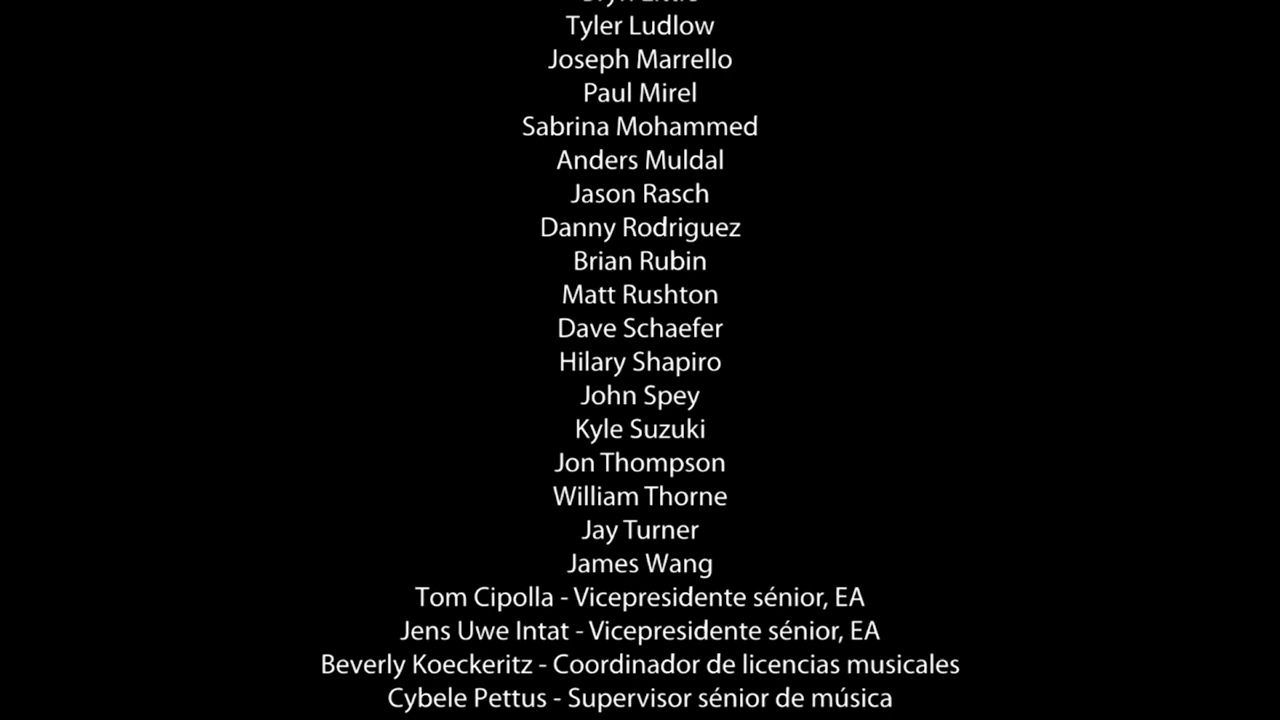 Tyler Ludlow
Joseph Marrello
Paul Mirel
Sabrina Mohammed
Anders Muldal
Jason Rasch
Danny Rodriguez
Brian Rubin
Matt Rushton
Dave Schaefer
Hilary Shapiro
John Spey
Kyle Suzuki
Jon Thompson
William Thorne
Jay Turner
James Wang
Tom Cipolla - Vicepresidente sénior, EA
Jens Uwe Intat - Vicepresidente sénior, EA
Beverly Koeckeritz - Coordinador de licencias musicales
Cybele Pettus - Supervisor sénior de música